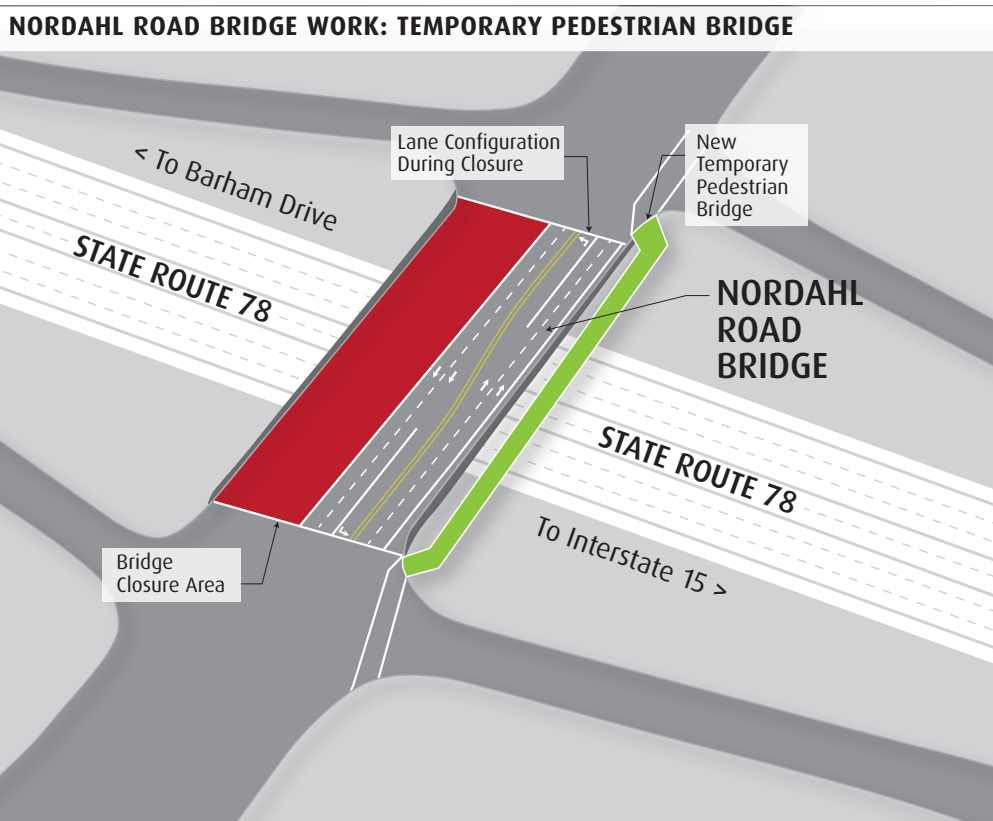 NORDAHL ROAD BRIDGE WORK: TEMPORARY PEDESTRIAN BRIDGE
Lane Configuration
During Closure
New
Temporary
Pedestrian
Bridge
< To Barham Drive
STATE ROUTE 78
NORDAHL
ROAD
BRIDGE
STATE ROUTE 78
To Interstate 15 >
Bridge
Closure Area